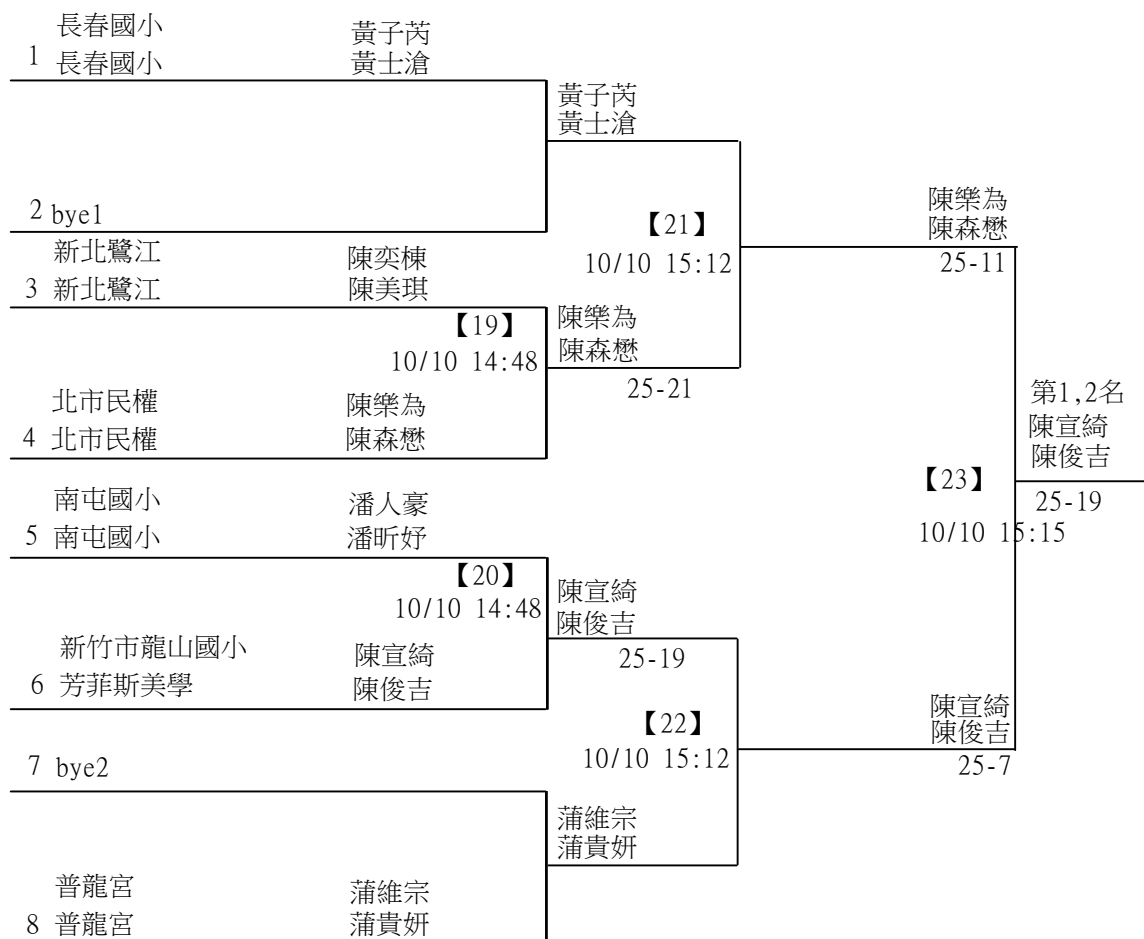 長春國小 黃子芮
1 長春國小 黃士滄
黃子芮
黃士滄
2 bye1
【21】
10/10 15:12
陳樂為
陳森懋
25-11
新北鷺江 陳奕棟
3 新北鷺江 陳美琪
【19】
10/10 14:48
陳樂為
陳森懋
25-21
北市民權 陳樂為
4 北市民權 陳森懋
第1,2名
陳宣綺
陳俊吉
【23】
25-19
10/10 15:15
南屯國小 潘人豪
5 南屯國小 潘昕妤
【20】
10/10 14:48
陳宣綺
陳俊吉
25-19
新竹市龍山國小 陳宣綺
6 芳菲斯美學 陳俊吉
【22】
10/10 15:12
陳宣綺
陳俊吉
25-7
7 bye2
蒲維宗
蒲貴妍
普龍宮 蒲維宗
8 普龍宮 蒲貴妍